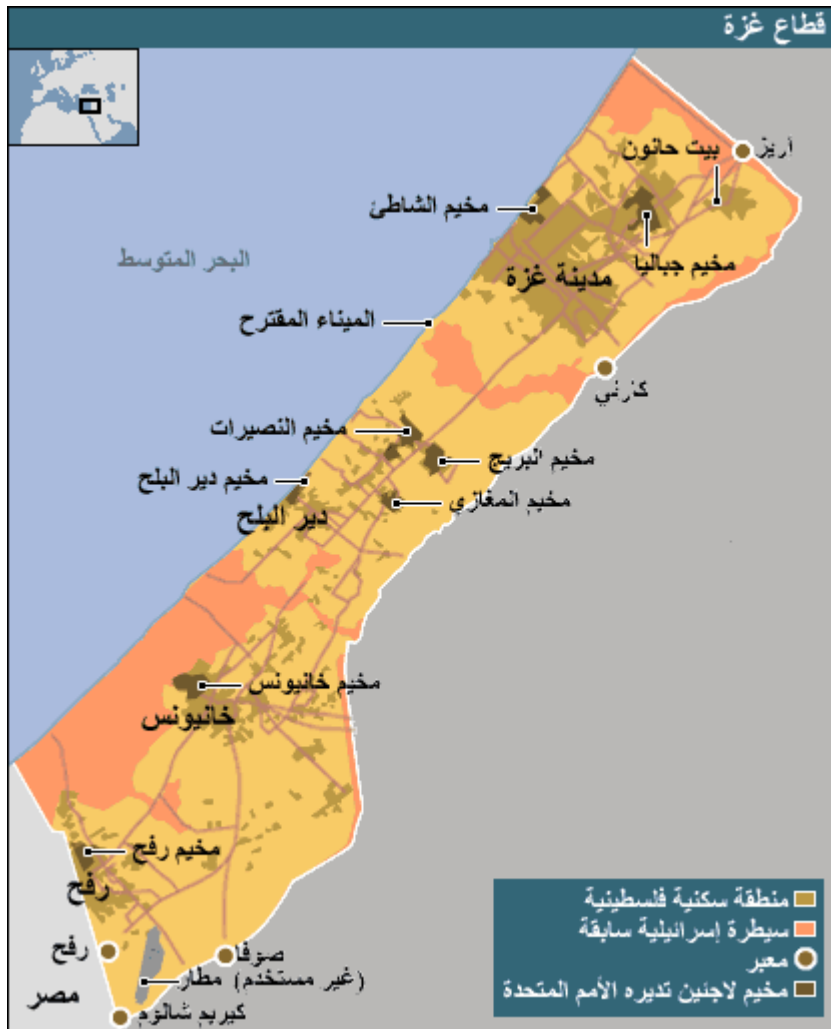 قطاع غزة
اريز
بيت حانون
مخيم الشاطئ
مخيم جباليا
البحر المتوسط
مدينة غزة
الميناء المقترح
كارني
مخيم النصيرات
مخيم البريج
مخيم دير البلح
مخيم المغازي
دير البلح
مخيم خانيونس
خانيونس
مخيم رفح
رفح
رفح
صوفا
مطار (غير مستخدم)
مصر
كيريم شالوم
منطقة سكنية فلسطينية
سيطرة إسرائيلية سابقة
معبر
مخيم لاجئين تديره الأمم المتحدة